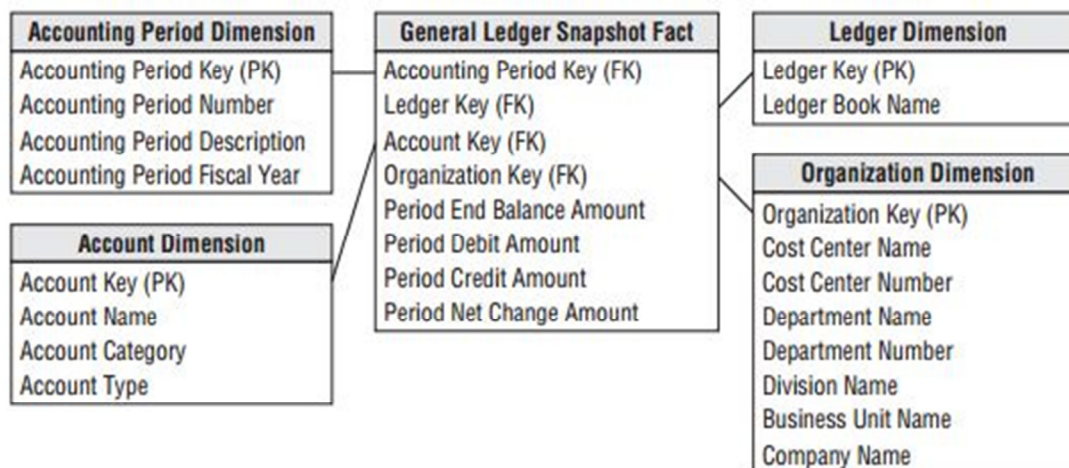 Accounting Period Dimension
Accounting Period Key (PK)
Accounting Period Number
Accounting Period Description
Accounting Period Fiscal Year
Account Dimension
Account Key (PK)
Account Name
Account Category
Account Type
General Ledger Snapshot Fact
Accounting Period Key (FK)
Ledger Key (FK)
Account Key (FK)
Organization Key (FK)
Period End Balance Amount
Period Debit Amount
Period Credit Amount
Period Net Change Amount
Ledger Dimension
Ledger Key (PK)
Ledger Book Name
Organization Dimension
Organization Key (PK)
Cost Center Name
Cost Center Number
Department Name
Department Number
Division Name
Business Unit Name
Company Name